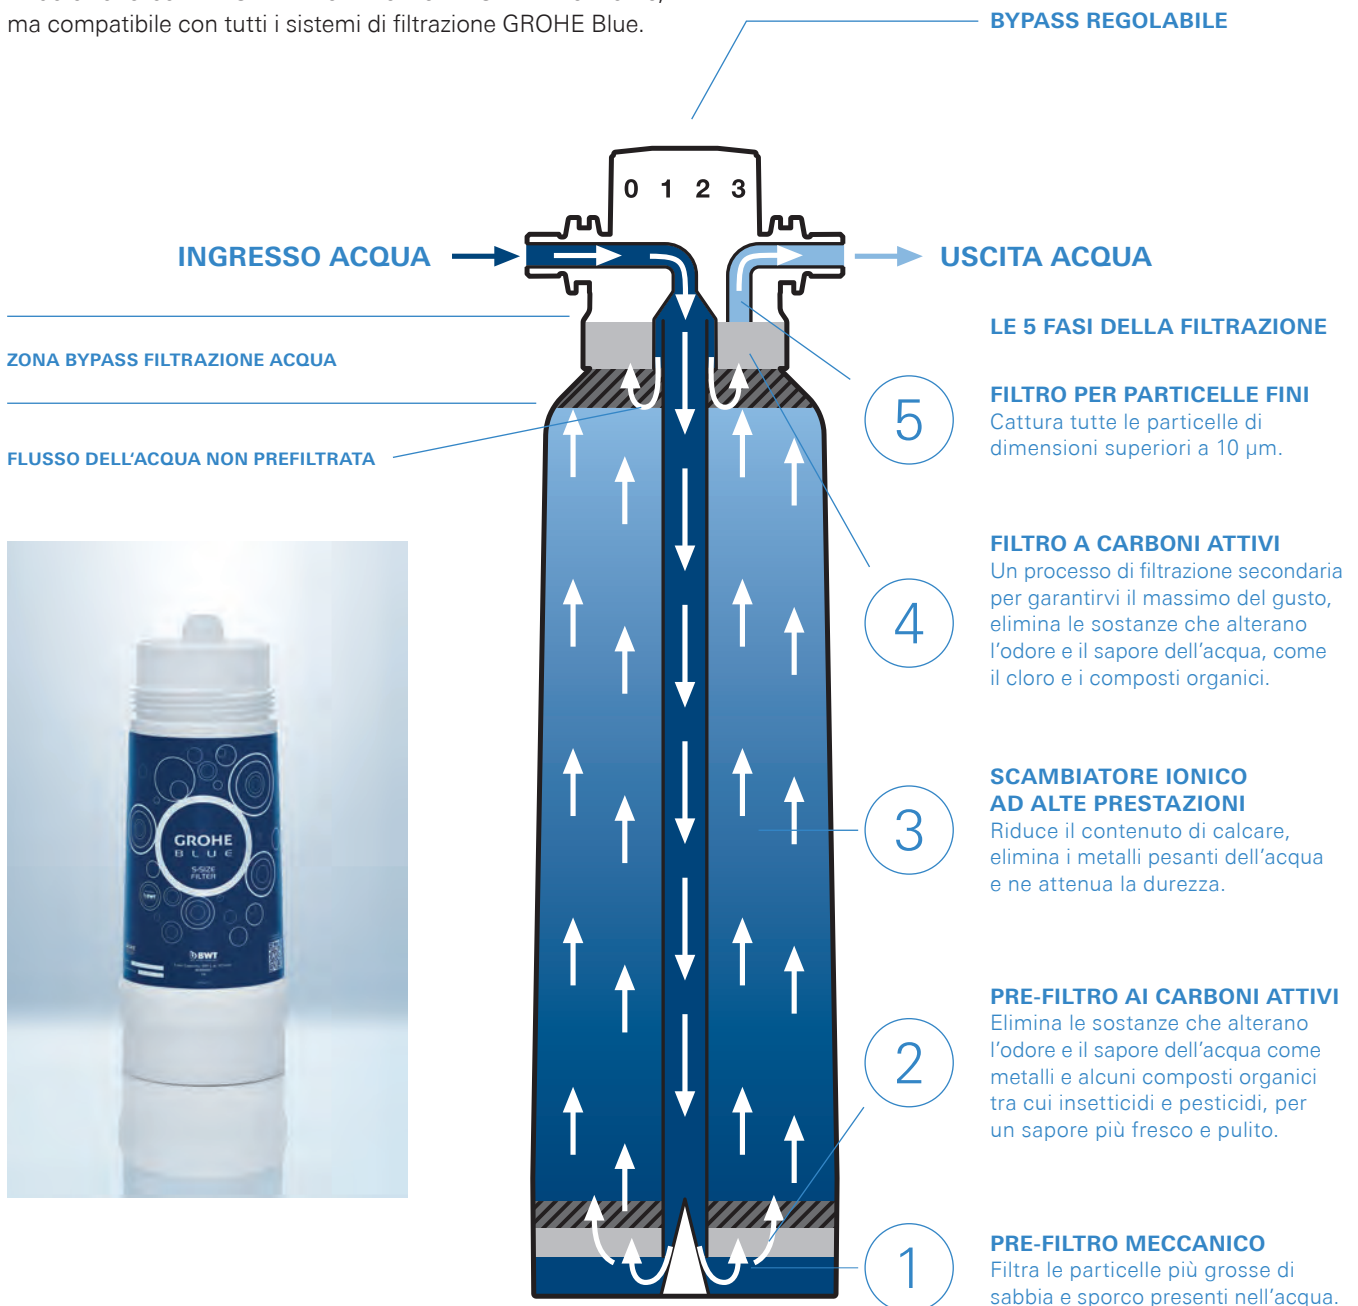 ma compatibile con tutti i sistemi di filtrazione GROHE Blue.
BYPASS REGOLABILE
0 1 2 3
INGRESSO ACQUA
USCITA ACQUA
ZONA BYPASS FILTRAZIONE ACQUA
FLUSSO DELL'ACQUA NON PREFILTRATA
LE 5 FASI DELLA FILTRAZIONE
5
FILTRO PER PARTICELLE FINI
Cattura tutte le particelle di
dimensioni superiori a 10 µm.
4
FILTRO A CARBONI ATTIVI
Un processo di filtrazione secondaria
per garantirvi il massimo del gusto,
elimina le sostanze che alterano
l'odore e il sapore dell'acqua, come
il cloro e i composti organici.
3
SCAMBIATORE IONICO
AD ALTE PRESTAZIONI
Riduce il contenuto di calcare,
elimina i metalli pesanti dell'acqua
e ne attenua la durezza.
2
PRE-FILTRO AI CARBONI ATTIVI
Elimina le sostanze che alterano
l'odore e il sapore dell'acqua come
metalli e alcuni composti organici
tra cui insetticidi e pesticidi, per
un sapore più fresco e pulito.
1
PRE-FILTRO MECCANICO
Filtra le particelle più grosse di
sabbia e sporco presenti nell'acqua.
GROHE
BLUE
S-SIZE
FILTER
BWT